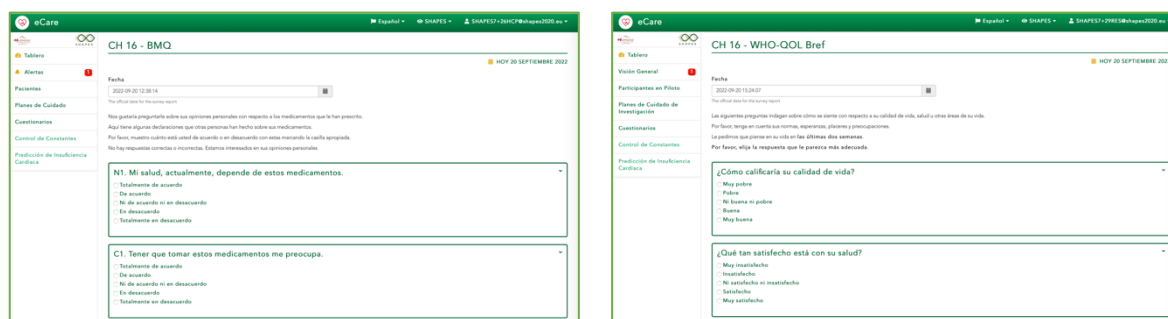 eCare
Español
SHAPES
SHAPES7+26HCP@shapes2020.eu
SHAPES
Tablero
Alertas
1
Pacientes
Planes de Cuidado
Cuestionarios
Control de Constantes
Predicción de Insuficiencia
Cardíaca
CH 16 - BMQ
HOY 20 SEPTIEMBRE 2022
Fecha
2022-09-20 12:38:14
The official date for the survey report
Nos gustaría preguntarle sobre sus opiniones personales con respecto a los medicamentos que le han prescrito.
Aquí tiene algunas declaraciones que otras personas han hecho sobre sus medicamentos.
Por favor, muestro cuánto está usted de acuerdo o en desacuerdo con estas marcando la casilla apropiada.
No hay respuestas correctas o incorrectas. Estamos interesados en sus opiniones personales
N1. Mi salud, actualmente, depende de estos medicamentos.
Totalmente de acuerdo
De acuerdo
Ni de acuerdo ni en desacuerdo
En desacuerdo
Totalmente en desacuerdo
C1. Tener que tomar estos medicamentos me preocupa.
Totalmente de acuerdo
De acuerdo
Ni de acuerdo ni en desacuerdo
En desacuerdo
Totalmente en desacuerdo
eCare
Español
SHAPES
SHAPES7+29RES@shapes2020.eu
SHAPES
Tablero
Visión General
1
Participantes en Piloto
Planes de Cuidado de
Investigación
Cuestionarios
Control de Constantes
Predicción de Insuficiencia
Cardíaca
CH 16 - WHO-QOL Bref
HOY 20 SEPTIEMBRE 202
Fecha
2022-09-20 13:24:07
The official date for the survey report
Las siguientes preguntas indagan sobre cómo se siente con respecto a su calidad de vida, salud u otras áreas de su vida.
Por favor, tenga en cuenta sus normas, esperanzas, placeres y preocupaciones.
Le pedimos que piense en su vida en las últimas dos semanas.
Por favor, elija la respuesta que le parezca más adecuada.
¿Cómo calificaría su calidad de vida?
Muy pobre
Pobre
Ni buena ni pobre
Buena
Muy buena
¿Qué tan satisfecho está con su salud?
Muy insatisfecho
Insatisfecho
Ni satisfecho ni insatisfecho
Satisfecho
Muy satisfecho